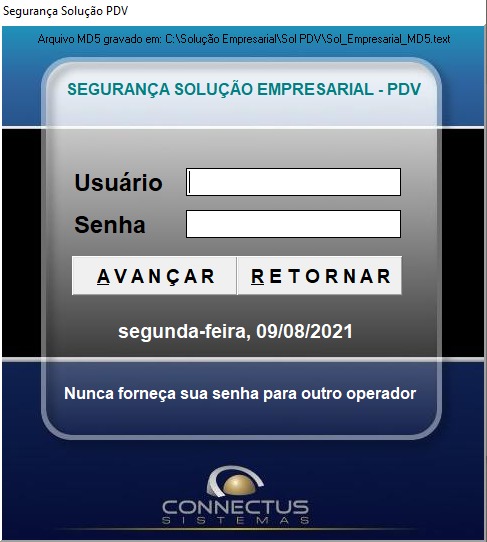 Segurança Solução PDV
Arquivo MD5 gravado em: C:\Solução Empresarial\Sol PDV\Sol_Empresarial_MD5.text
SEGURANÇA SOLUÇÃO EMPRESARIAL - PDV
Usuário
Senha
AVANÇAR RETORNAR
segunda-feira, 09/08/2021
Nunca forneça sua senha para outro operador
CONNECTUS
SISTEMAS